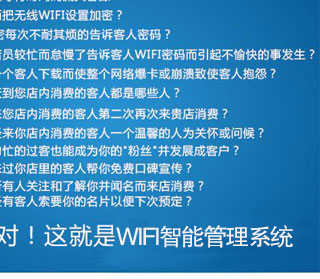 把无线WIFI设置加密？
每次不耐其烦的告诉客人密码？
员较忙而怠慢了告诉客人WIFI密码而引起不愉快的事发生？
个客人下载而使整个网络爆卡或崩溃致使客人抱怨？
到您店内消费的客人都是哪些人？
您店内消费的客人第二次再次来贵店消费？
来你店内消费的客人一个温馨的人为关怀或问候？
忙的过客也能成为你的"粉丝"并发展成客户？
过你店里的客人帮你免费口碑宣传？
有人关注和了解你并闻名而来店消费？
有客人索要你的名片以便下次预定？
对！这就是WIFI智能管理系统